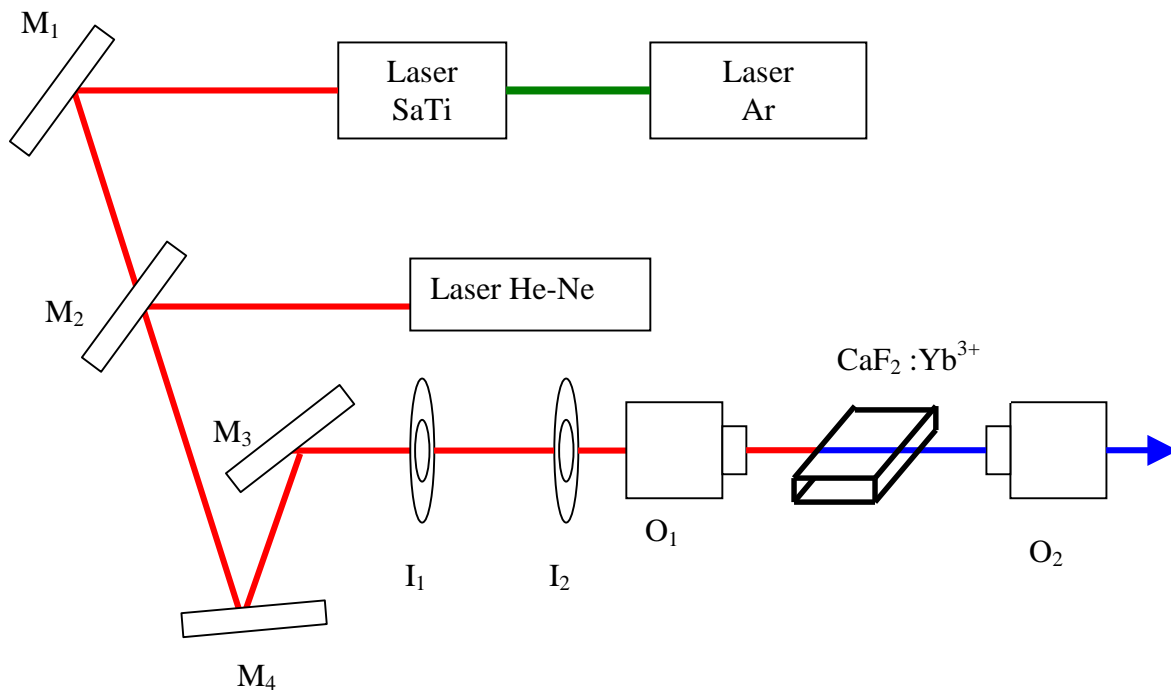 M₁
Laser
SaTi
Laser
Ar
M₂
Laser He-Ne
CaF₂ :Yb³⁺
M₃
O₁
O₂
I₁
I₂
M₄